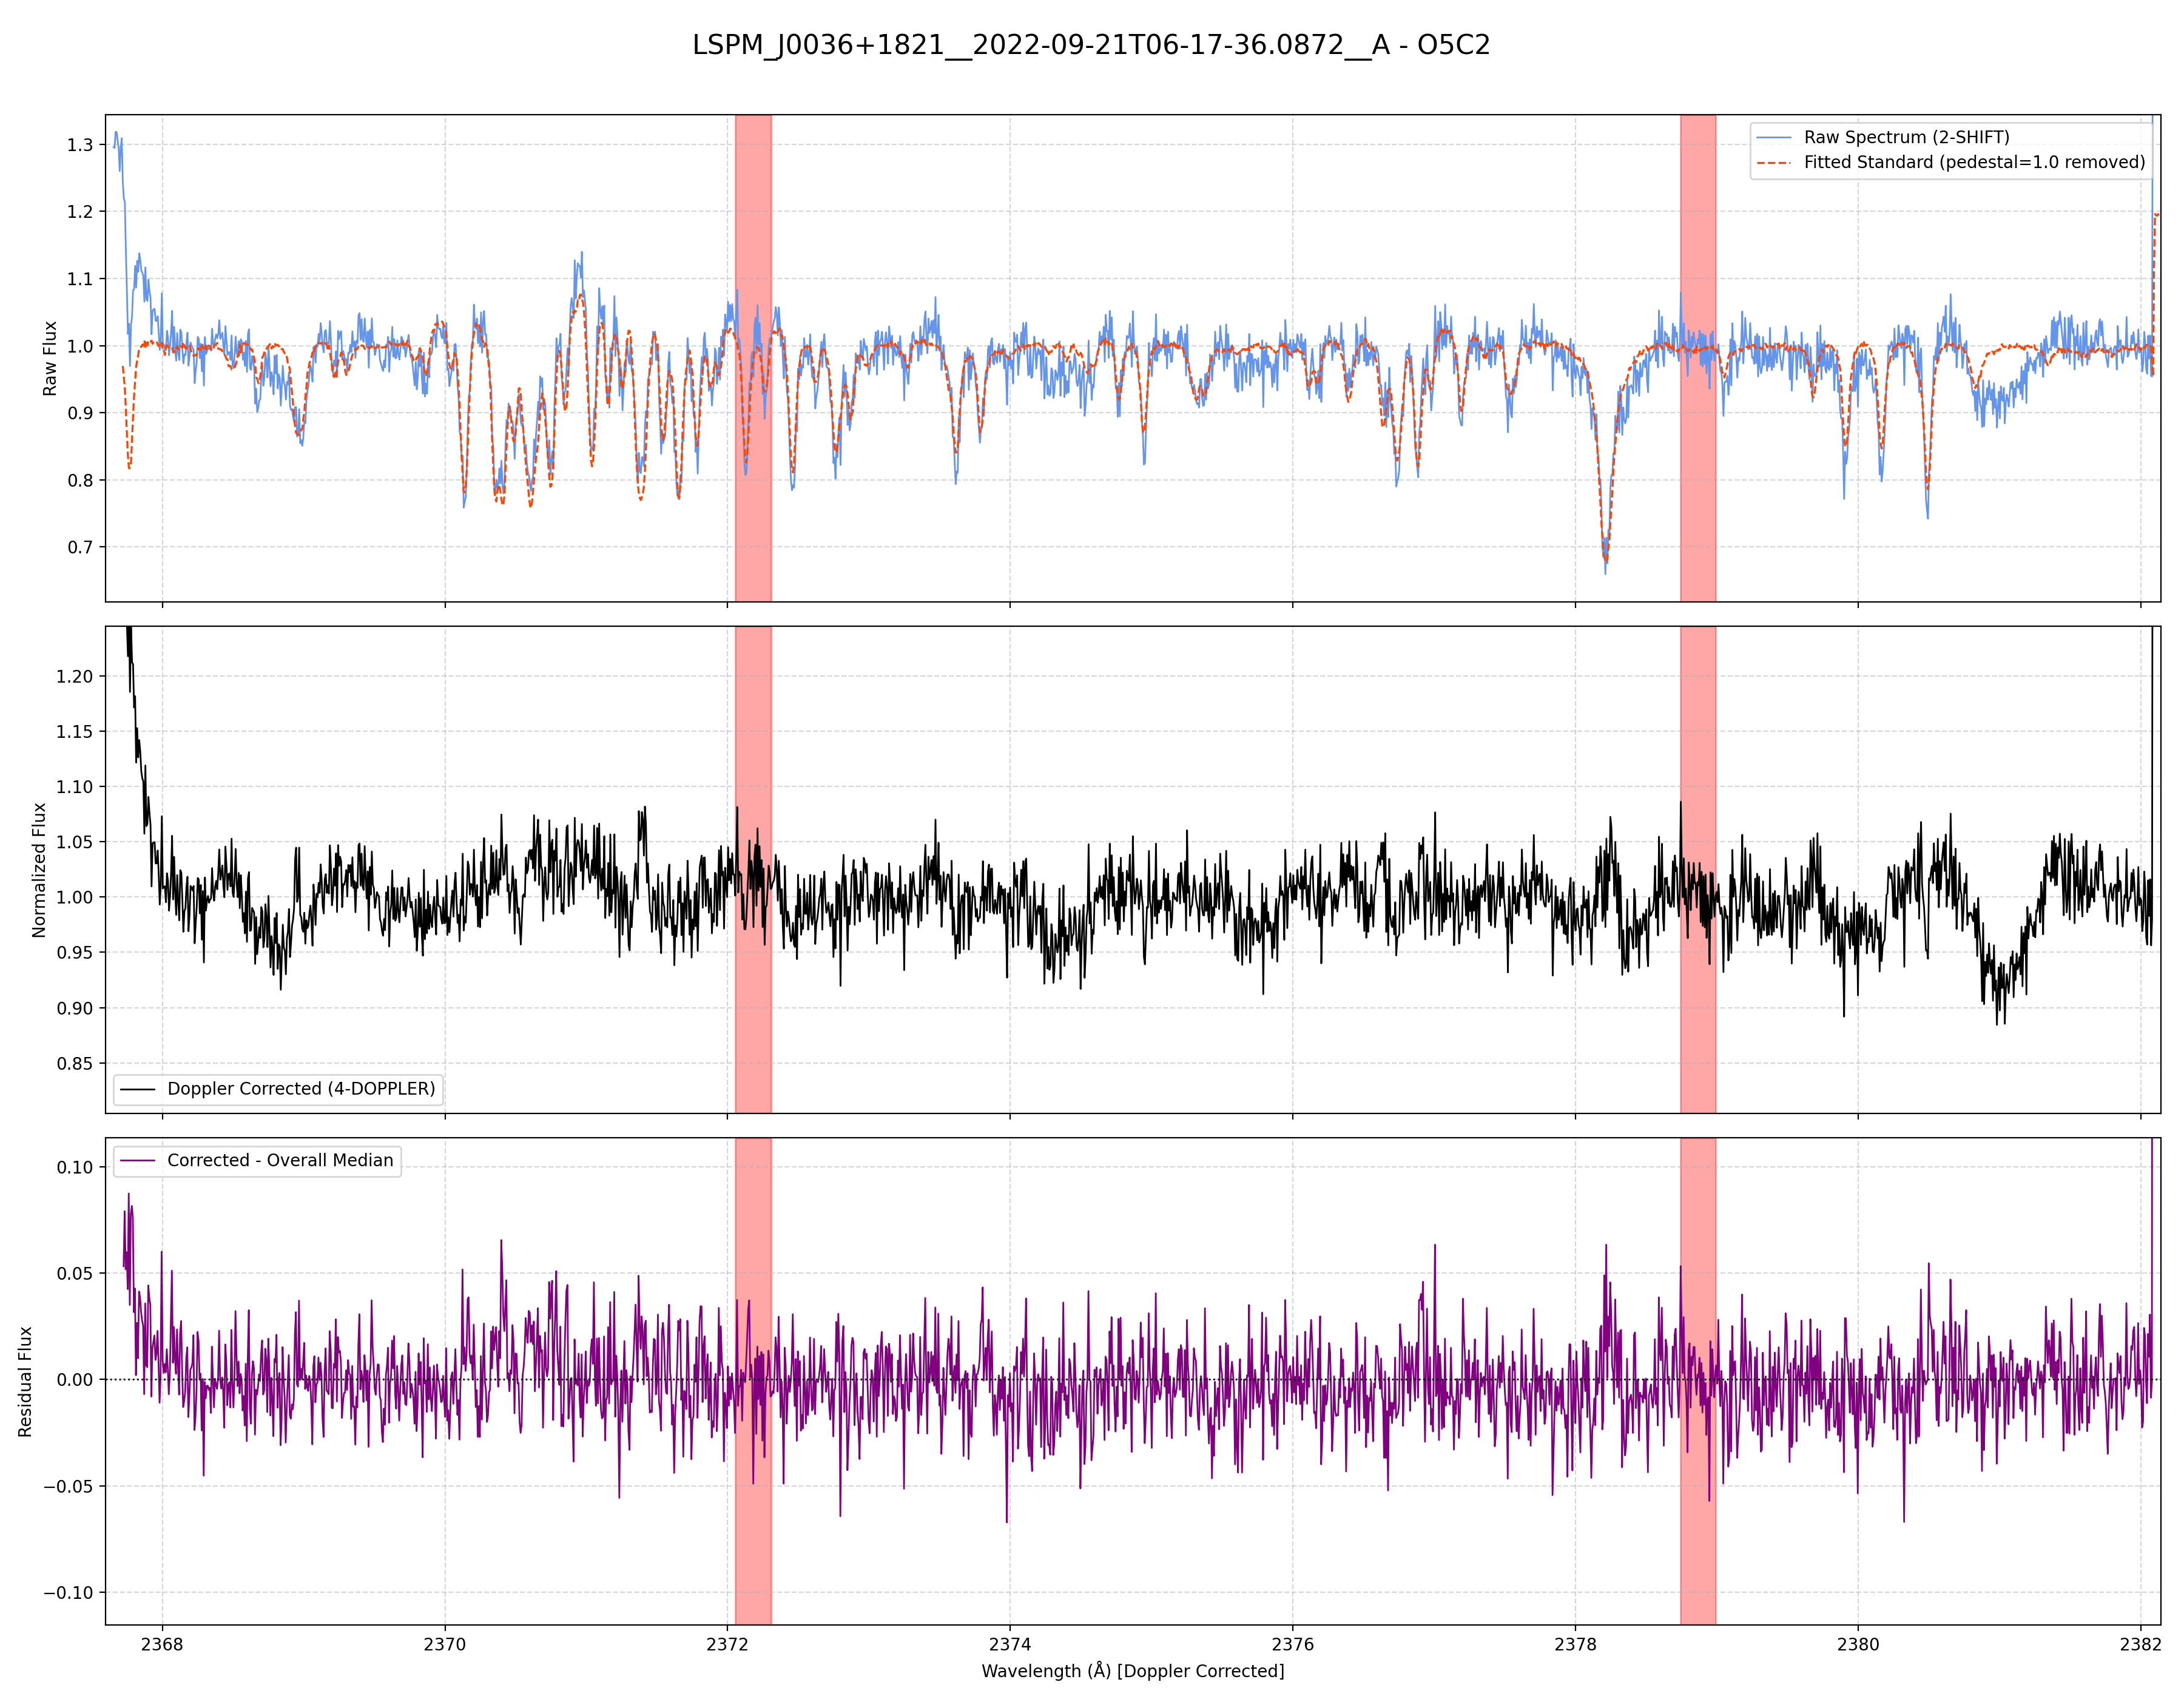 LSPM_J0036+1821__2022-09-21T06-17-36.0872__A - O5C2
Raw Flux
1.3
1.2
1.1
1.0
0.9
0.8
0.7
Raw Spectrum (2-SHIFT)
Fitted Standard (pedestal=1.0 removed)
Normalized Flux
1.20
1.15
1.10
1.05
1.00
0.95
0.90
0.85
Doppler Corrected (4-DOPPLER)
Residual Flux
0.10
0.05
0.00
−0.05
−0.10
Corrected - Overall Median
2368 2370 2372 2374 2376 2378 2380 2382
Wavelength (Å) [Doppler Corrected]